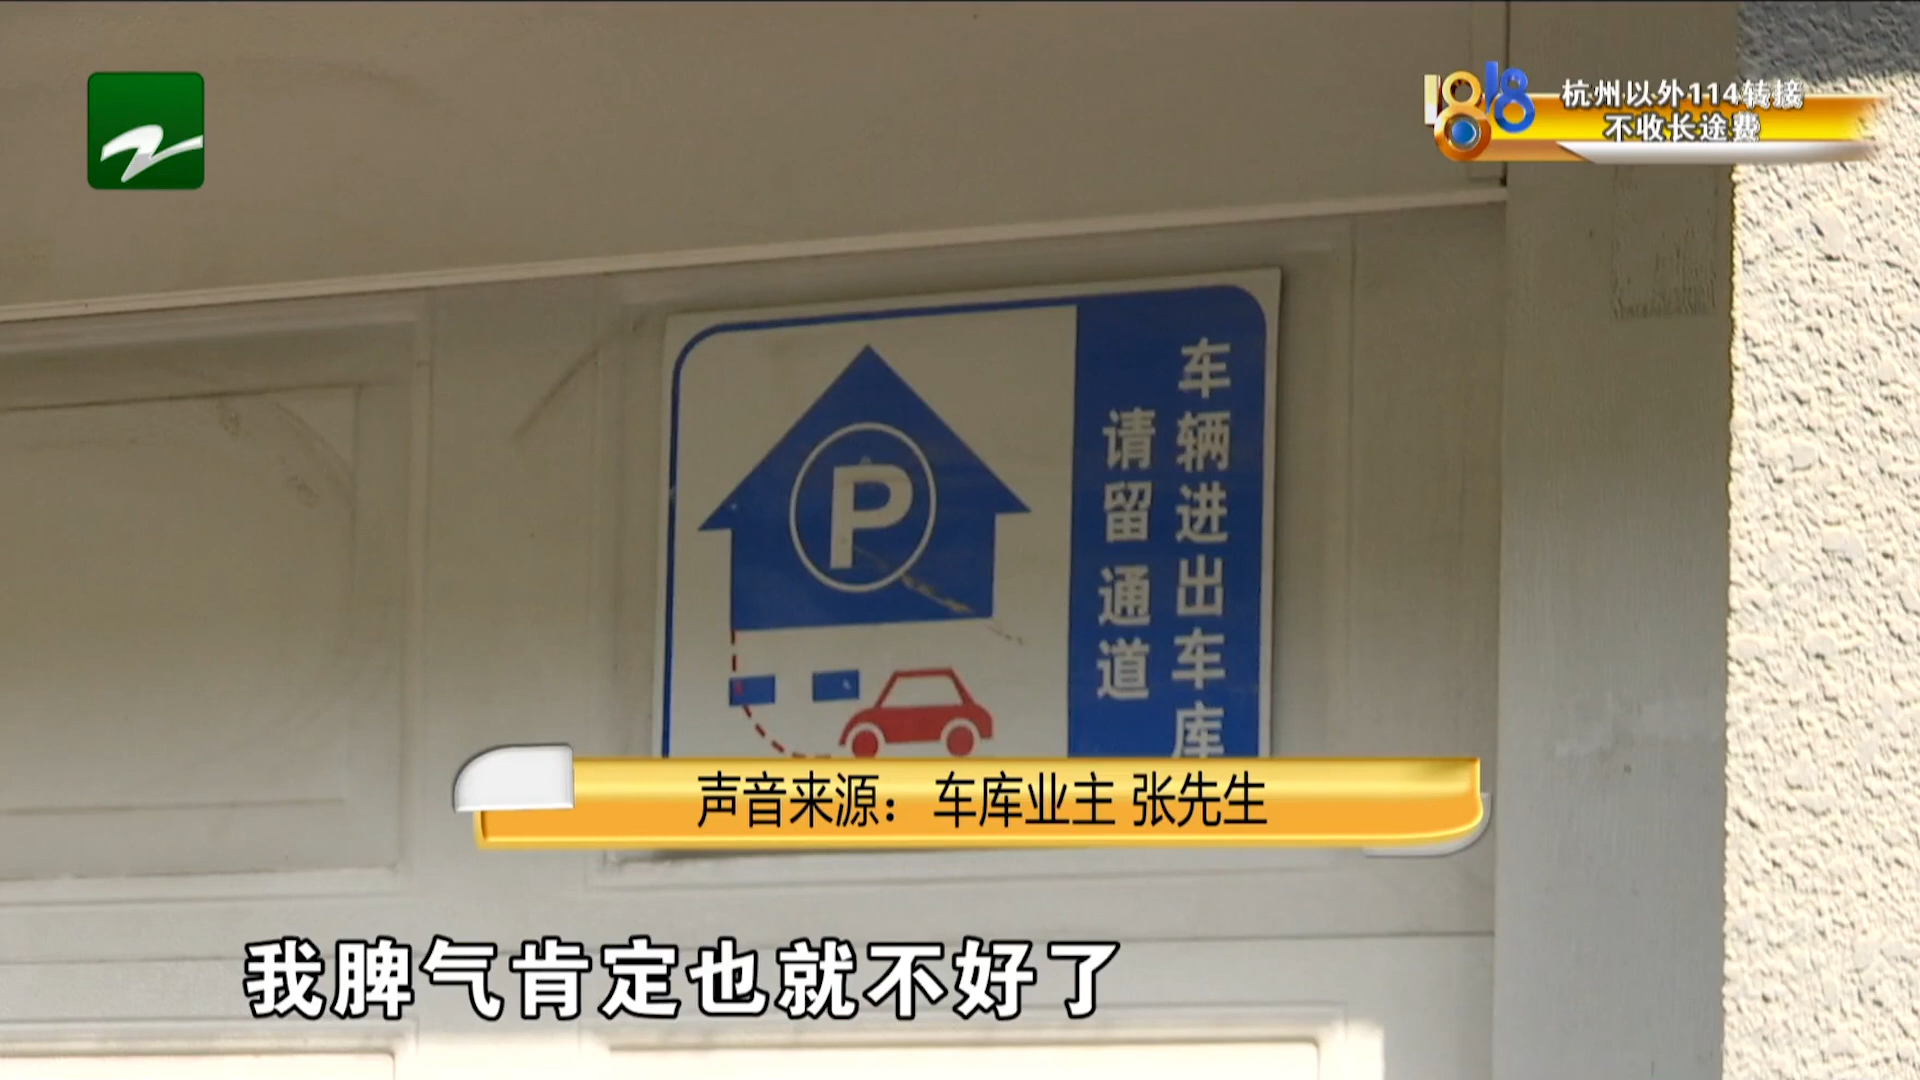 1818
杭州以外114转接
不收长途费
P
车辆进出车库
请留通道
声音来源：车库业主 张先生
我脾气肯定也就不好了